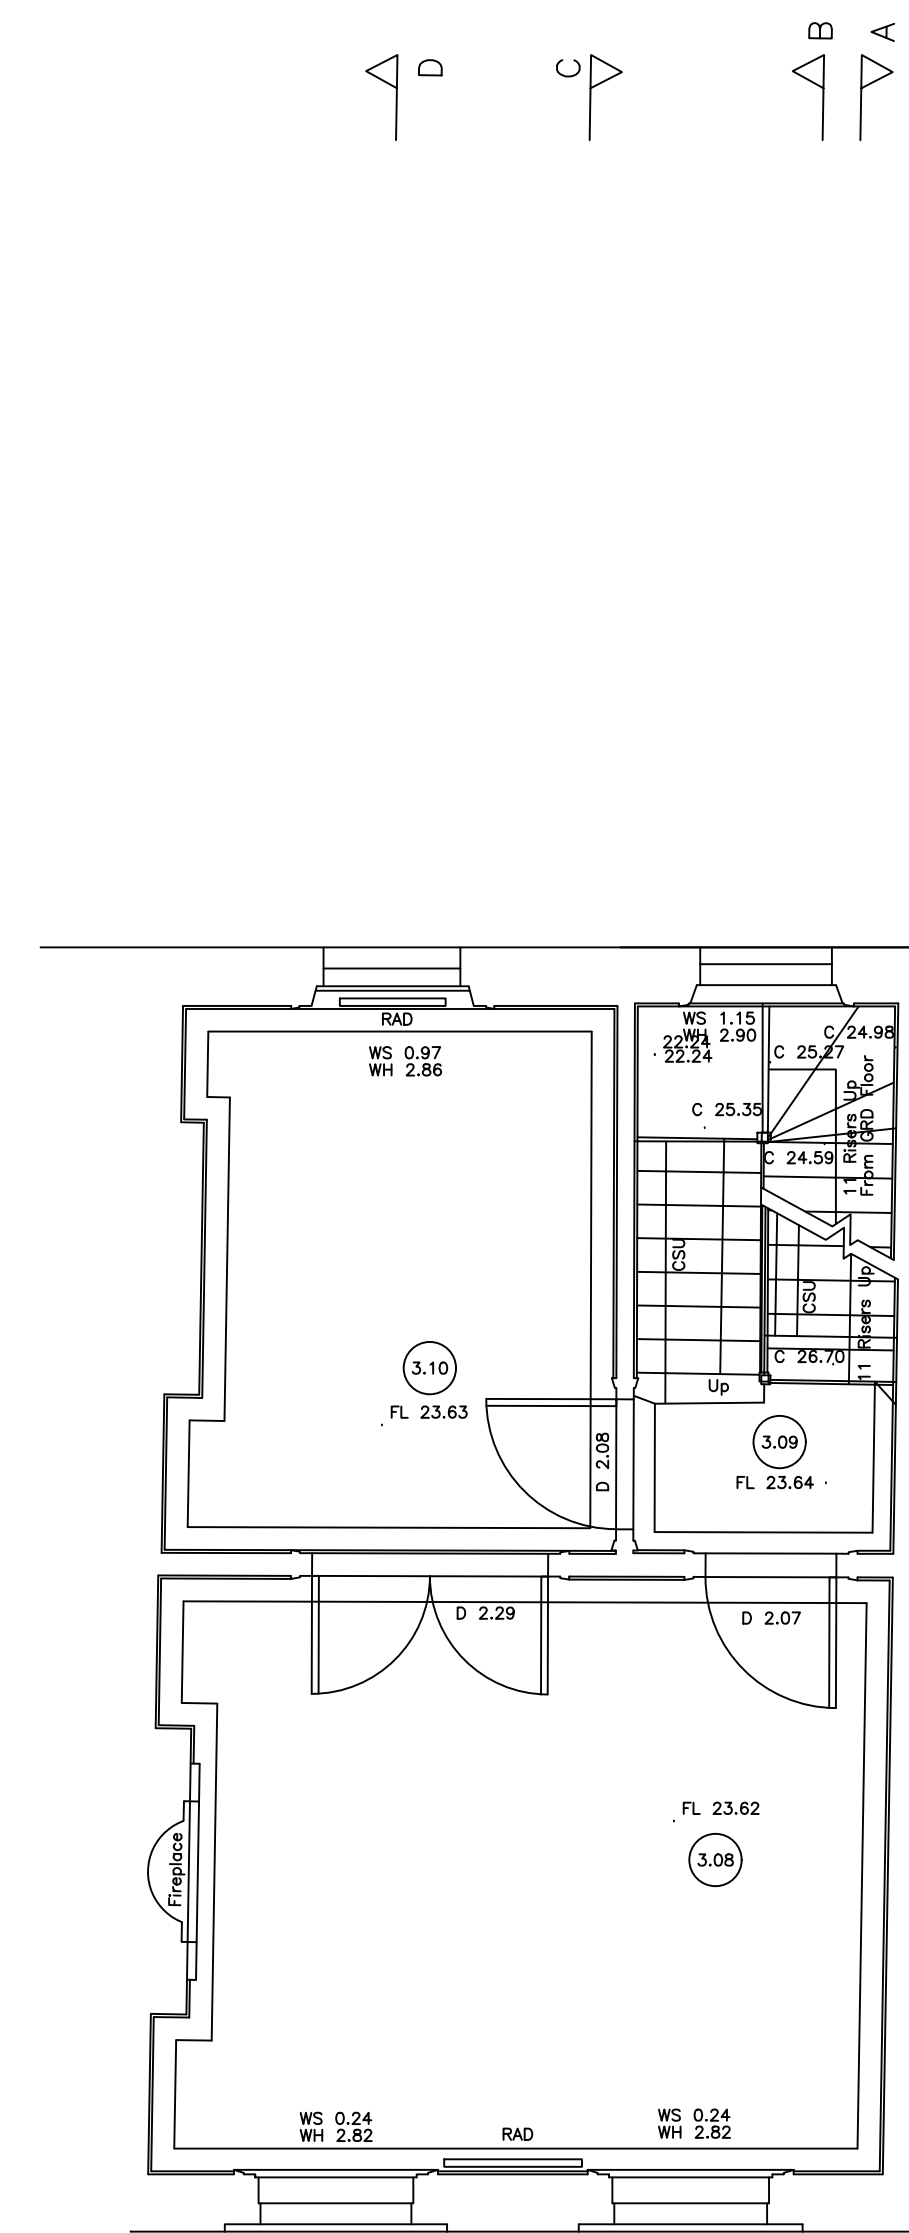 B
A
D
C
RAD
WS 0.97
WH 2.86
WS 1.15
WH 2.90
22.24
22.24
C 24.98
C 25.27
C 25.35
C 24.59
11 Risers Up
From GRD Floor
CSU
CSU
11 Risers Up
C 26.70
Up
3.10
FL 23.63
D 2.08
3.09
FL 23.64
D 2.29
D 2.07
FL 23.62
3.08
Fireplace
WS 0.24
WH 2.82
RAD
WS 0.24
WH 2.82